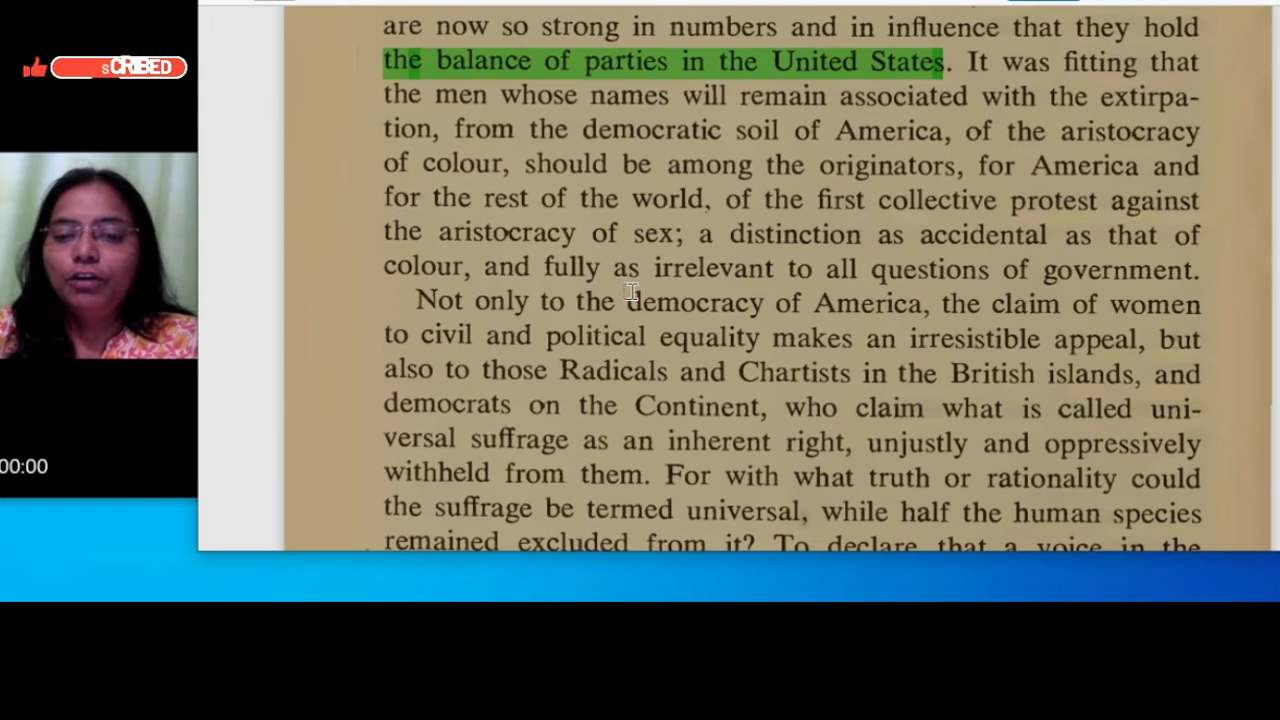 are now so strong in numbers and in influence that they hold
the balance of parties in the United States. It was fitting that
the men whose names will remain associated with the extirpa-
tion, from the democratic soil of America, of the aristocracy
of colour, should be among the originators, for America and
for the rest of the world, of the first collective protest against
the aristocracy of sex; a distinction as accidental as that of
colour, and fully as irrelevant to all questions of government.
Not only to the democracy of America, the claim of women
to civil and political equality makes an irresistible appeal, but
also to those Radicals and Chartists in the British islands, and
democrats on the Continent, who claim what is called uni-
versal suffrage as an inherent right, unjustly and oppressively
withheld from them. For with what truth or rationality could
the suffrage be termed universal, while half the human species
remained excluded from it? To declare that a voice in the
00:00